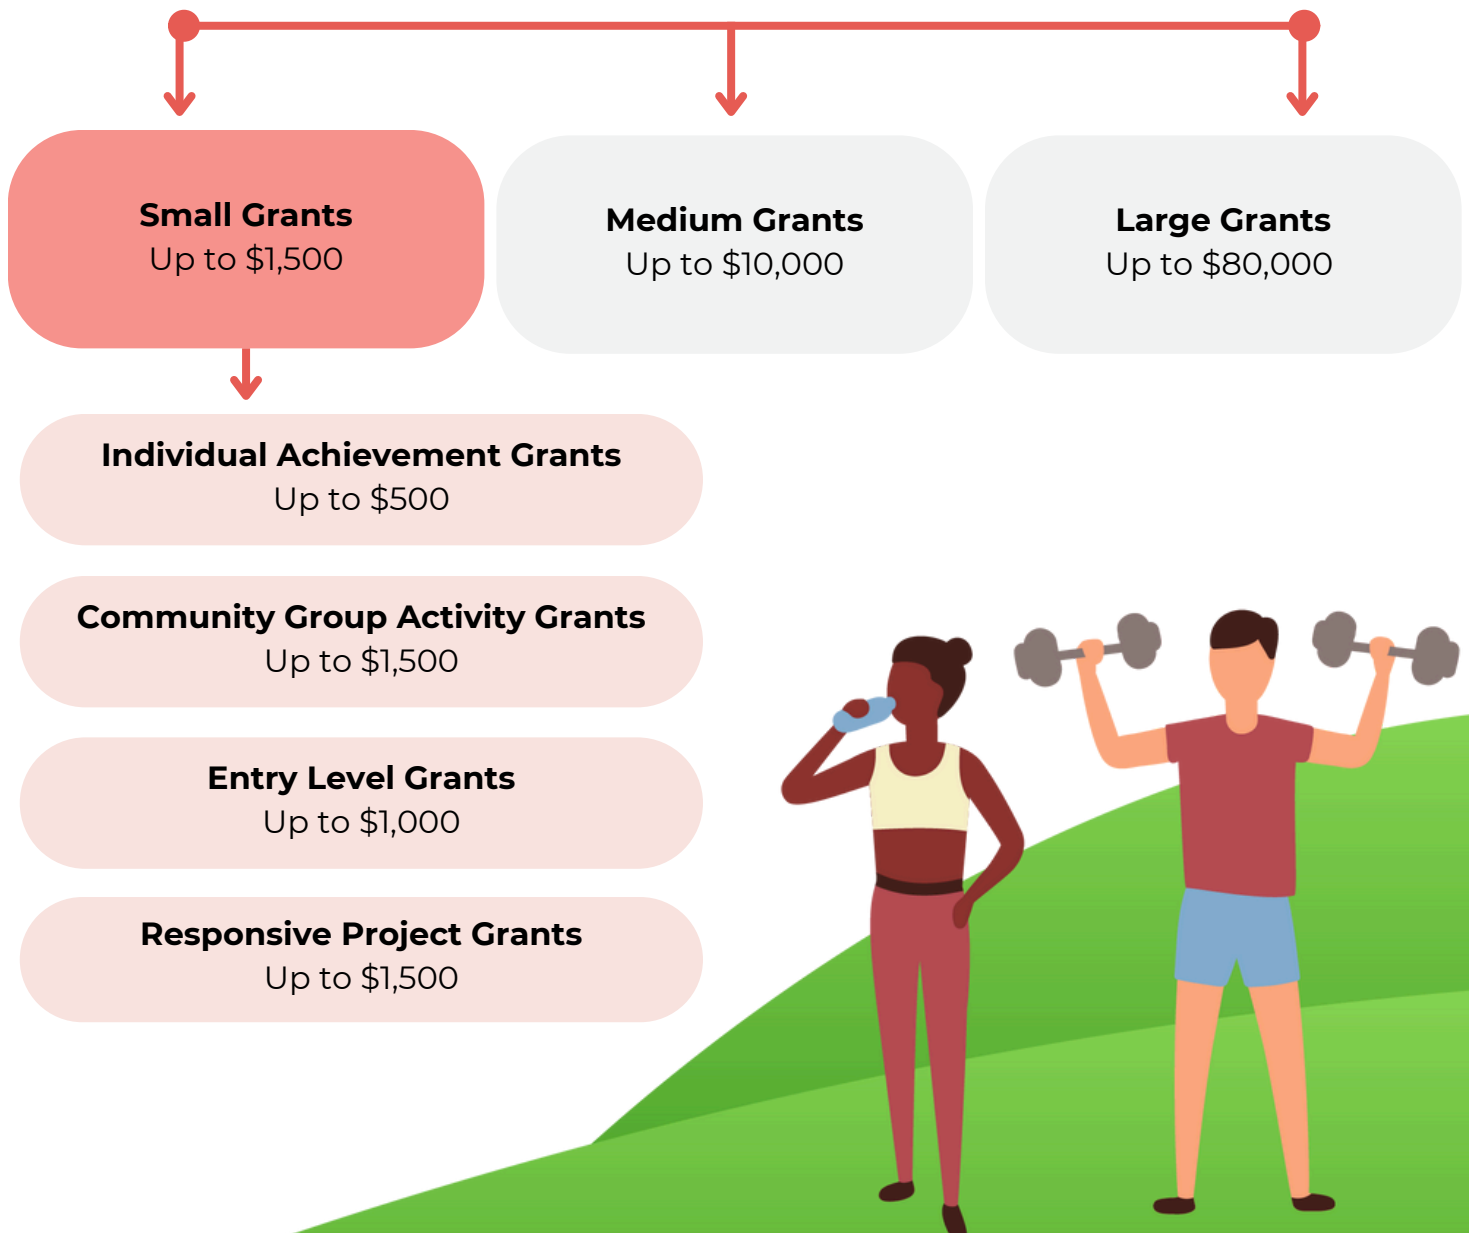 Small Grants
Up to $1,500
Medium Grants
Up to $10,000
Large Grants
Up to $80,000
Individual Achievement Grants
Up to $500
Community Group Activity Grants
Up to $1,500
Entry Level Grants
Up to $1,000
Responsive Project Grants
Up to $1,500